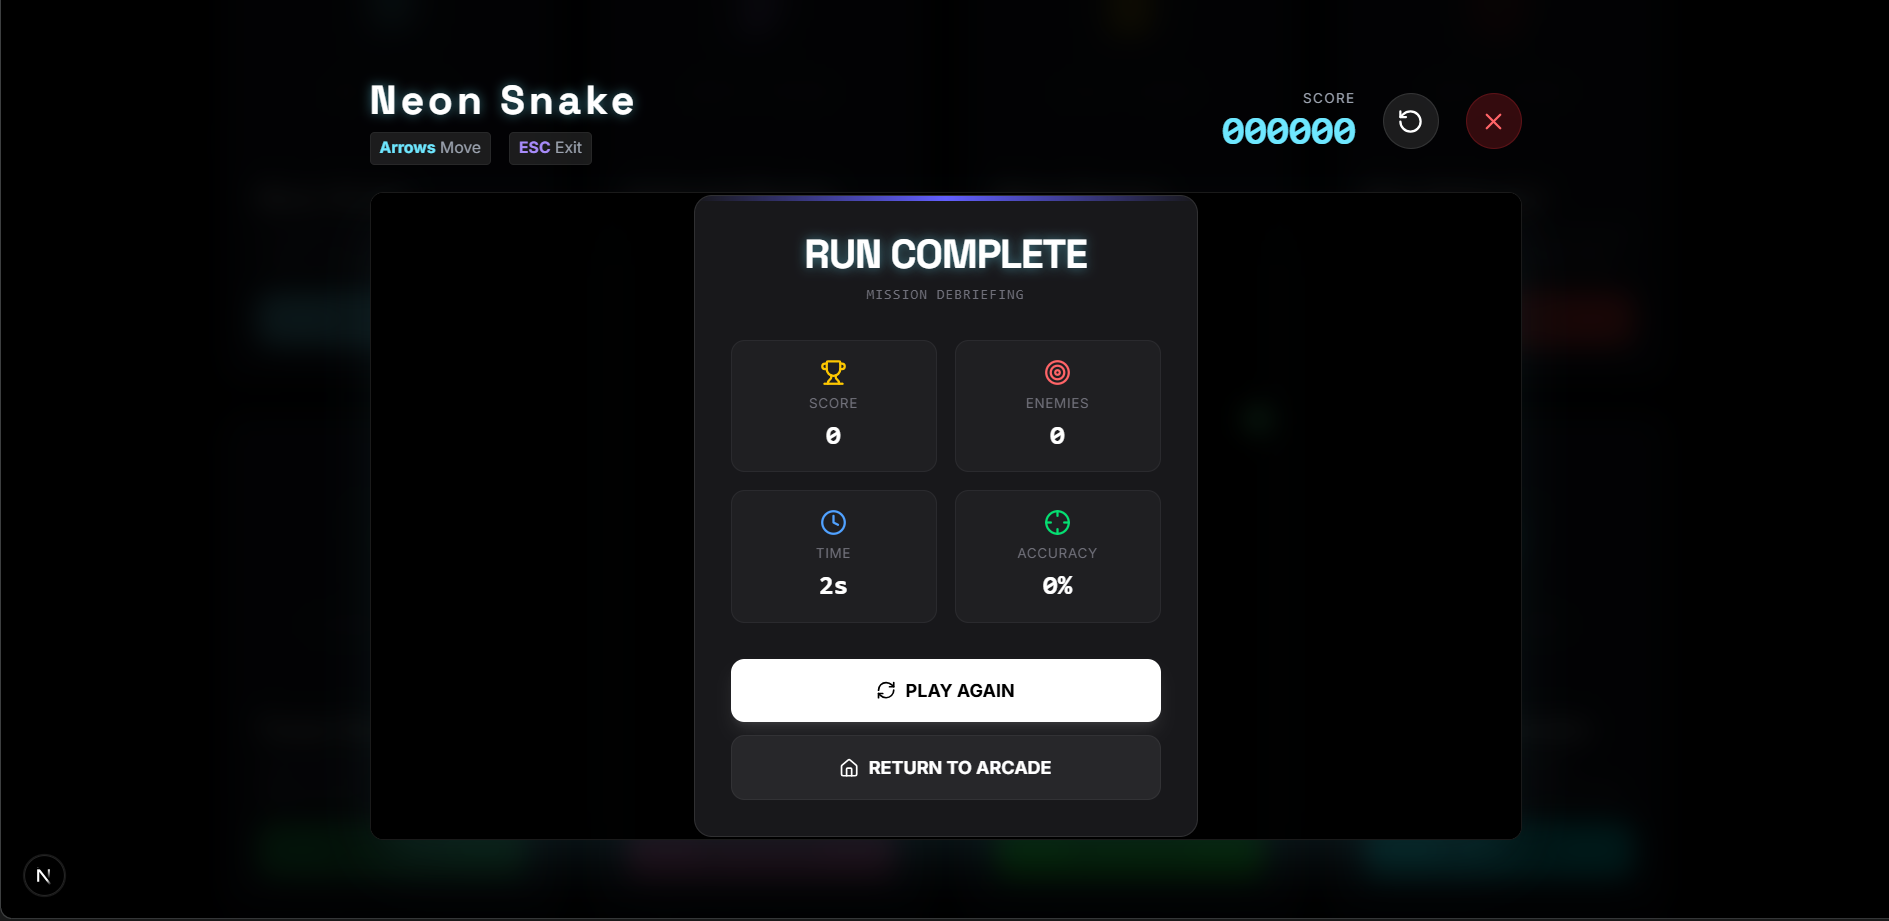 Neon Snake
Arrows Move
ESC Exit
SCORE
000000
RUN COMPLETE
MISSION DEBRIEFING
SCORE
0
ENEMIES
0
TIME
2s
ACCURACY
0%
PLAY AGAIN
RETURN TO ARCADE
N